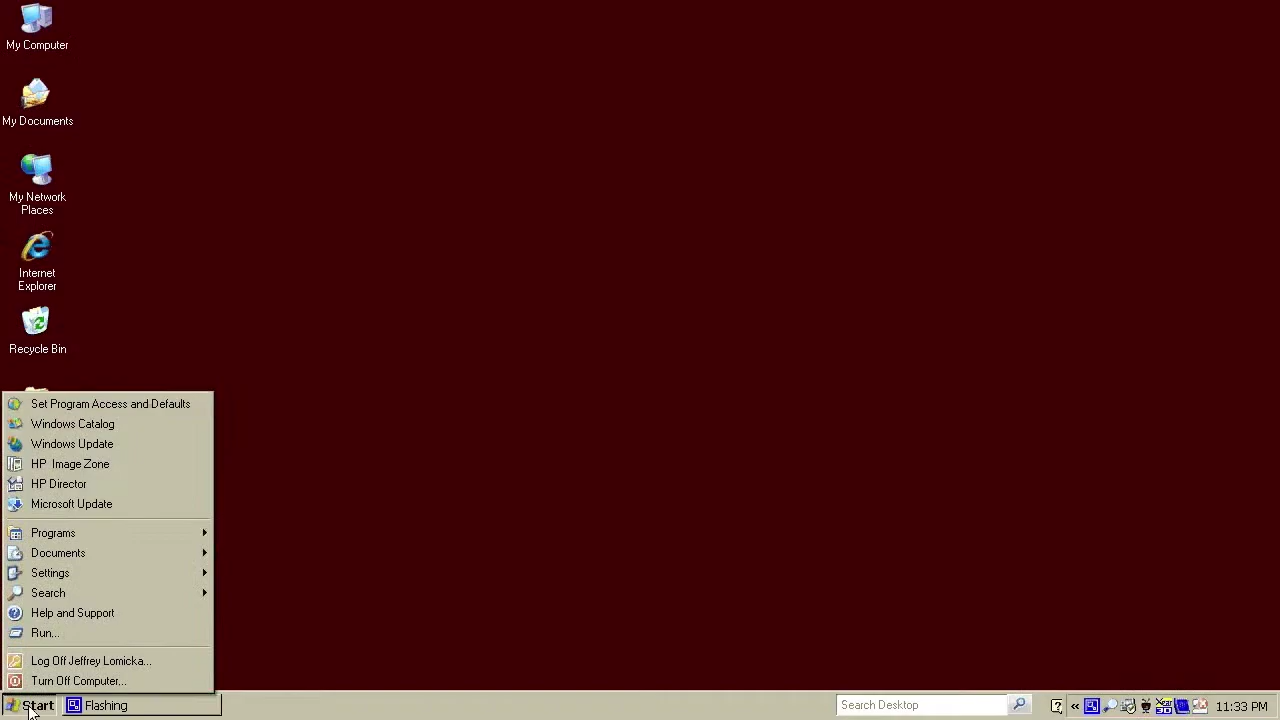 My Computer
My Documents
My Network
Places
Internet
Explorer
Recycle Bin
Set Program Access and Defaults
Windows Catalog
Windows Update
HP Image Zone
HP Director
Microsoft Update
Programs
Documents
Settings
Search
Help and Support
Run...
Log Off Jeffrey Lomicka...
Turn Off Computer...
Start
Flashing
Search Desktop
«
11:33 PM